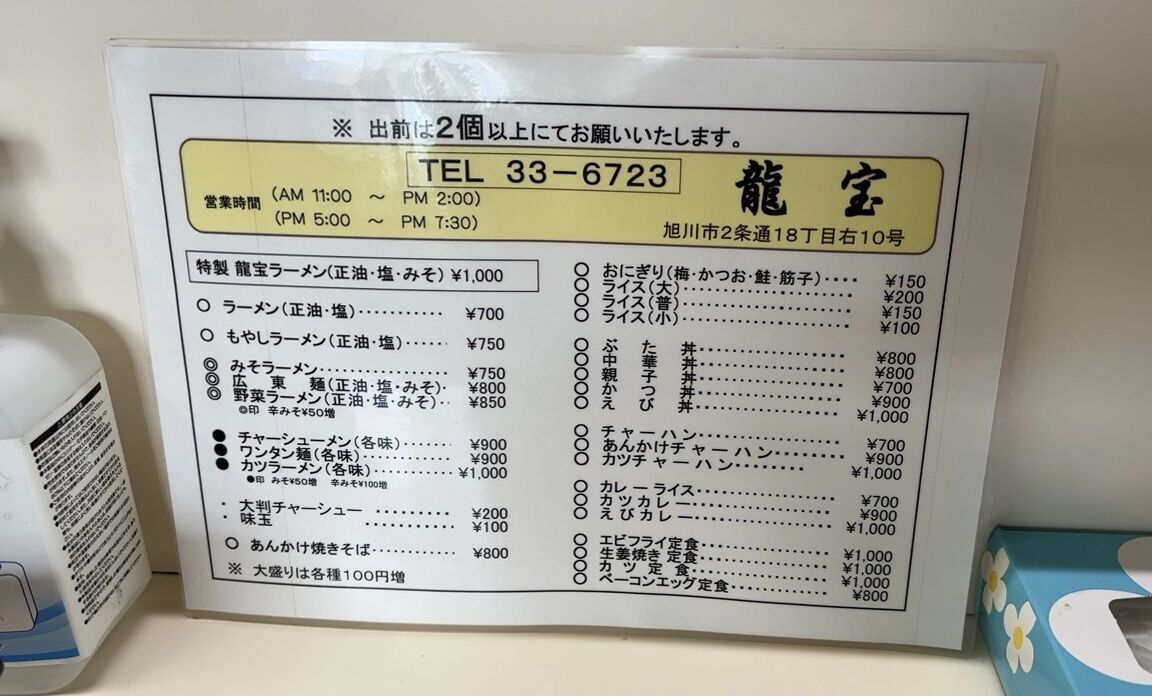 ※ 出前は2個以上にてお願いいたします。
TEL 33-6723
龍宝
営業時間 (AM 11:00 ~ PM 2:00)
(PM 5:00 ~ PM 7:30)
旭川市2条通18丁目右10号
特製 龍宝ラーメン(正油・塩・みそ) ¥1,000
○ ラーメン(正油・塩)・・・・・・・・・・ ¥700
○ もやしラーメン(正油・塩)・・・・・ ¥750
◎ みそラーメン・・・・・・・・・・・・・・ ¥750
◎ 広東麺(正油・塩・みそ)・ ¥800
◎ 野菜ラーメン(正油・塩・みそ)・・ ¥850
◎印 辛みそ¥50増
● チャーシューメン(各味)・・・・・・ ¥900
● ワンタン麺(各味)・・・・・・・・・・ ¥900
● カツラーメン(各味)・・・・・・・・・ ¥1,000
●印 みそ¥50増 辛みそ¥100増
・ 大判チャーシュー ・・・・・・・・・・ ¥200
・ 味玉 ・・・・・・・・・・・ ¥100
○ あんかけ焼きそば・・・・・・・・・・ ¥800
※ 大盛りは各種100円増
○ おにぎり(梅・かつお・鮭・筋子)・・・・ ¥150
○ ライス(大)・・・・・・・・・・・・・・・・・・ ¥200
○ ライス(普)・・・・・・・・・・・・・・・・・・ ¥150
○ ライス(小)・・・・・・・・・・・・・・・・・・ ¥100
○ ぶた丼・・・・・・・・・・・・・・・・ ¥800
○ 中華丼・・・・・・・・・・・・・・・・ ¥800
○ 親子丼・・・・・・・・・・・・・・・・ ¥700
○ かつ丼・・・・・・・・・・・・・・・・ ¥900
○ えび丼・・・・・・・・・・・・・・・・ ¥1,000
○ チャーハン・・・・・・・・・・・・・・・・ ¥700
○ あんかけチャーハン・・・・・・・・・ ¥900
○ カツチャーハン・・・・・・・・ ¥1,000
○ カレーライス・・・・・・・・・・・・・・・・ ¥700
○ カツカレー・・・・・・・・・・・・・・・・ ¥900
○ えびカレー・・・・・・・・・・・・・・・・ ¥1,000
○ エビフライ定食・・・・・・・・・・・・・・ ¥1,000
○ 生姜焼き定食・・・・・・・・・・・・・・ ¥1,000
○ カツ定食・・・・・・・・・・・・・・・・ ¥1,000
○ ベーコンエッグ定食・・・・・・・・・・・ ¥800